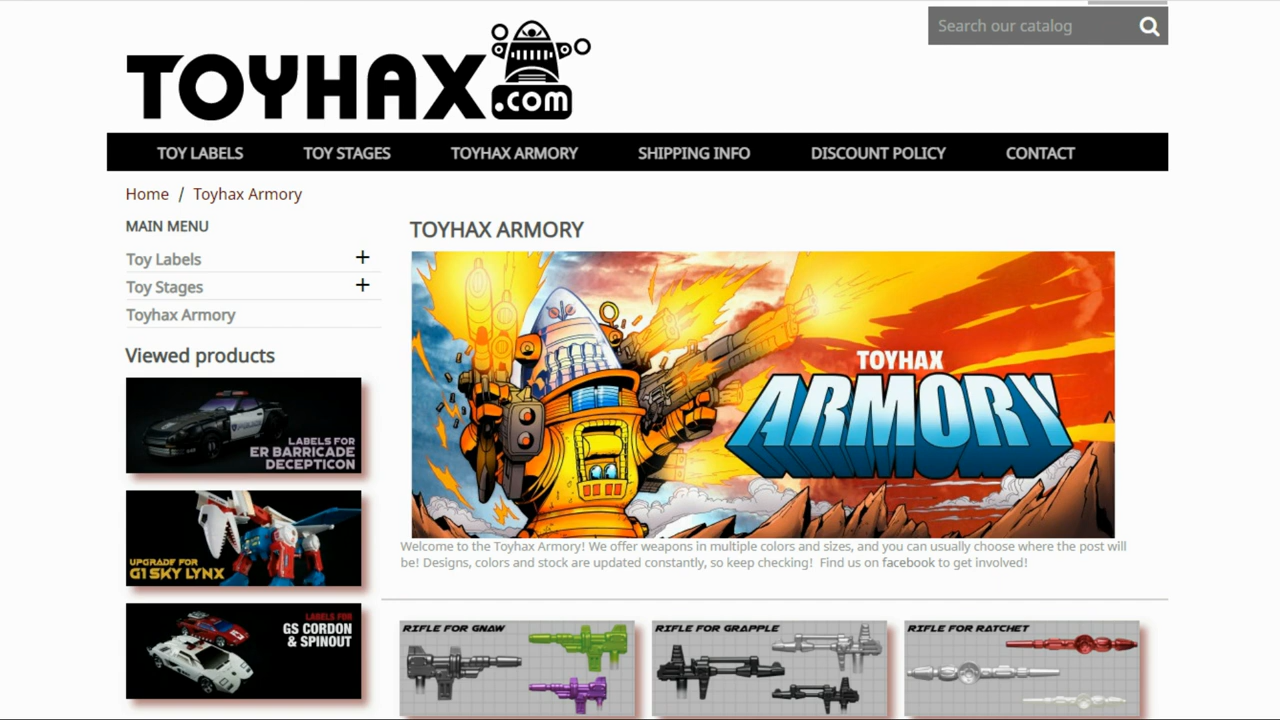 Search our catalog
TOYHAX
.com
TOY LABELS TOY STAGES TOYHAX ARMORY SHIPPING INFO DISCOUNT POLICY CONTACT
Home / Toyhax Armory
MAIN MENU
Toy Labels +
Toy Stages +
Toyhax Armory
Viewed products
LABELS FOR
ER BARRICADE
DECEPTICON
UPGRADE FOR
G1 SKY LYNX
LABELS FOR
GS CORDON
& SPINOUT
TOYHAX ARMORY
TOYHAX
ARMORY
Welcome to the Toyhax Armory! We offer weapons in multiple colors and sizes, and you can usually choose where the post will
be! Designs, colors and stock are updated constantly, so keep checking! Find us on facebook to get involved!
RIFLE FOR GNAW
RIFLE FOR GRAPPLE
RIFLE FOR RATCHET